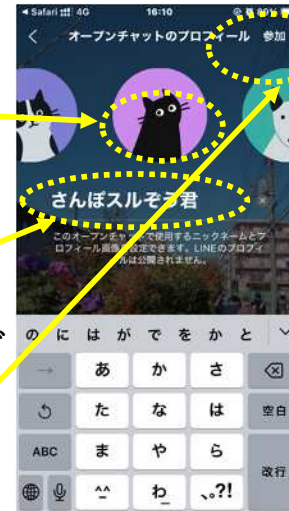 Safari 4G 16:10 80%
オープンチャットのプロフィール 参加
さんぽスルぞう君
このオープンチャットで使用するニックネームとプ
ロフィール画像を設定できます。LINEのプロフィ
ールは公開されません。
の に は が で を か と
あ か さ
た な は 空白
ABC ま や ら
改行
^^ わ_ 、。?!